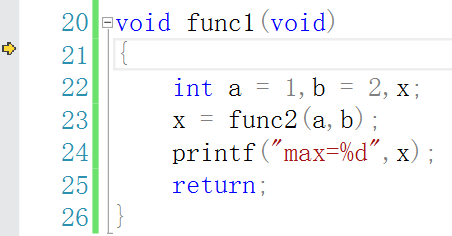 20 void func1(void)
21 {
22     int a = 1,b = 2,x;
23     x = func2(a,b);
24     printf("max=%d",x);
25     return;
26 }